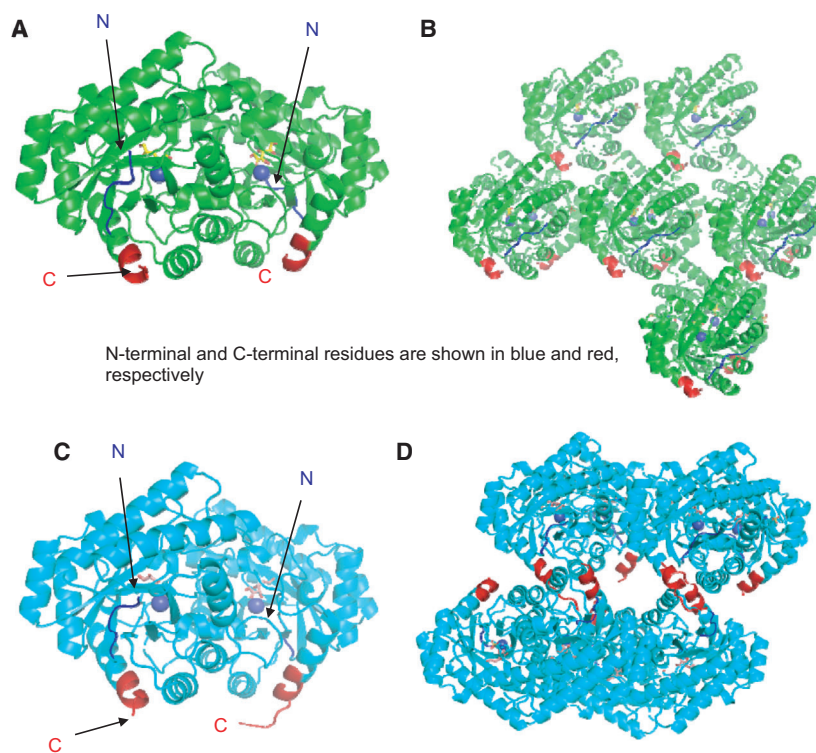 A
N
N
B
C
C
N-terminal and C-terminal residues are shown in blue and red,
respectively
C
N
N
D
C
C